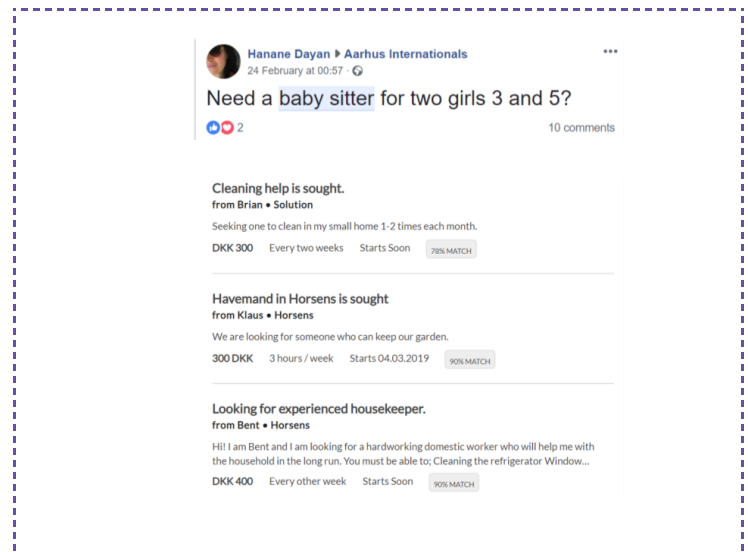 Hanane Dayan ▸ Aarhus Internationals
24 February at 00:57 ·
Need a baby sitter for two girls 3 and 5?
2 10 comments
Cleaning help is sought.
from Brian • Solution
Seeking one to clean in my small home 1-2 times each month.
DKK 300 Every two weeks Starts Soon 78% MATCH
Havemand in Horsens is sought
from Klaus • Horsens
We are looking for someone who can keep our garden.
300 DKK 3 hours / week Starts 04.03.2019 90% MATCH
Looking for experienced housekeeper.
from Bent • Horsens
Hi! I am Bent and I am looking for a hardworking domestic worker who will help me with
the household in the long run. You must be able to; Cleaning the refrigerator Window...
DKK 400 Every other week Starts Soon 90% MATCH